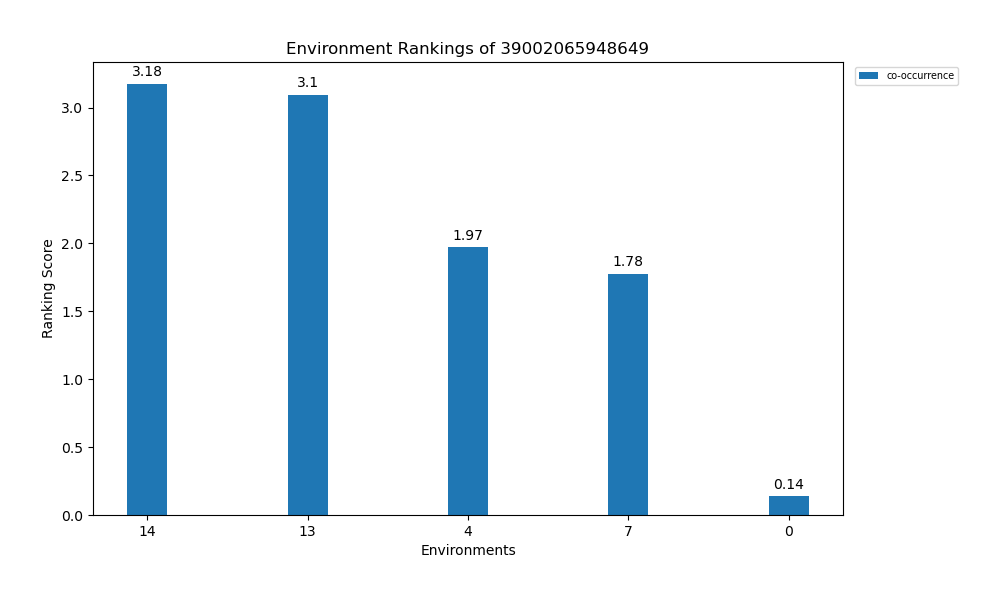 Environment Rankings of 39002065948649
co-occurrence
3.18
3.1
1.97
1.78
0.14
Ranking Score
3.0
2.5
2.0
1.5
1.0
0.5
0.0
14 13 4 7 0
Environments